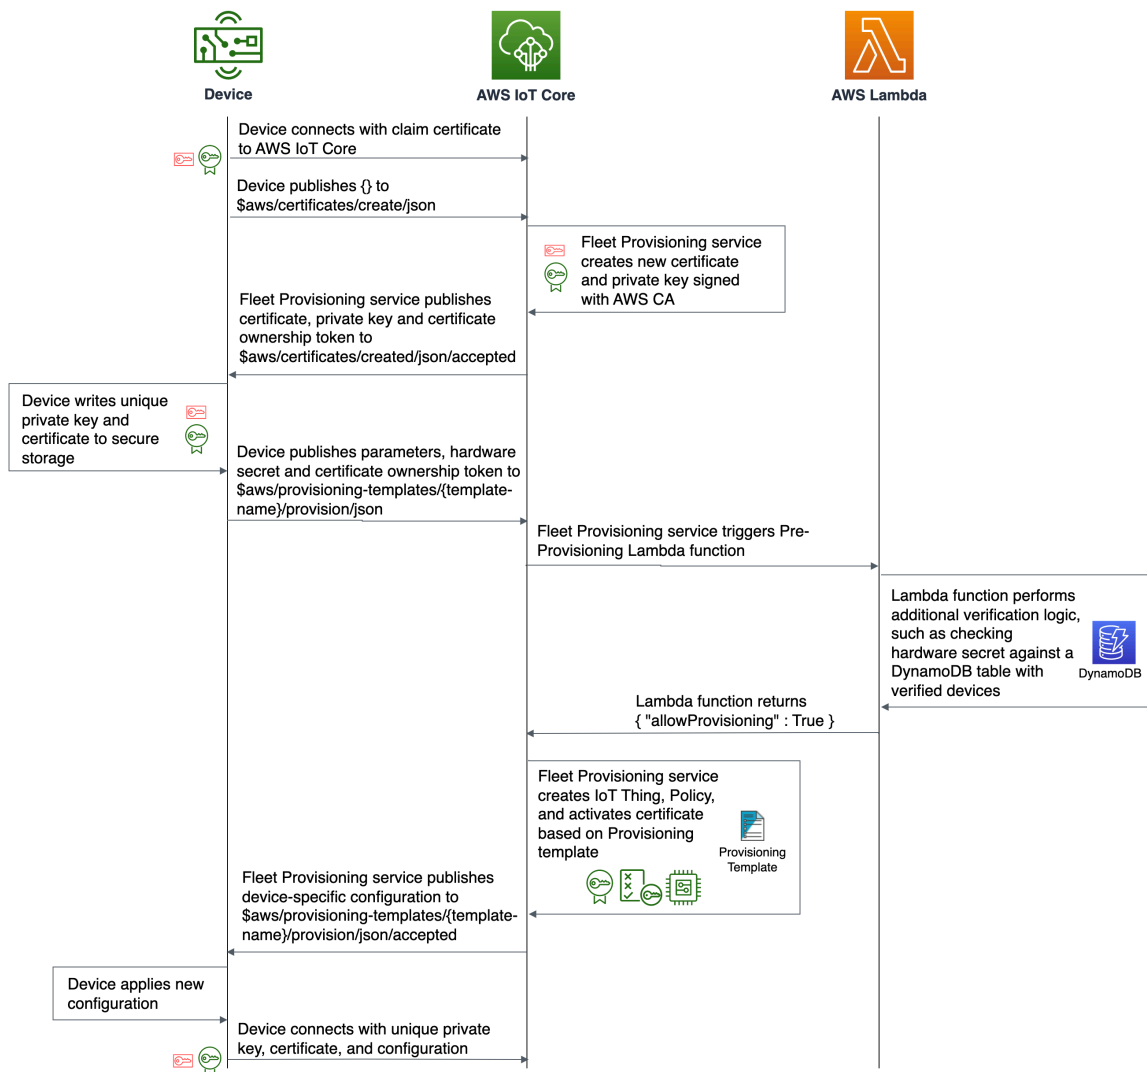 Device
AWS IoT Core
AWS Lambda
Device connects with claim certificate
to AWS IoT Core
Device publishes {} to
$aws/certificates/create/json
Fleet Provisioning service
creates new certificate
and private key signed
with AWS CA
Fleet Provisioning service publishes
certificate, private key and certificate
ownership token to
$aws/certificates/created/json/accepted
Device writes unique
private key and
certificate to secure
storage
Device publishes parameters, hardware
secret and certificate ownership token to
$aws/provisioning-templates/{template-
name}/provision/json
Fleet Provisioning service triggers Pre-
Provisioning Lambda function
Lambda function performs
additional verification logic,
such as checking
hardware secret against a
DynamoDB table with
verified devices
DynamoDB
Lambda function returns
{ "allowProvisioning" : True }
Fleet Provisioning service
creates IoT Thing, Policy,
and activates certificate
based on Provisioning
template
Provisioning
Template
Fleet Provisioning service publishes
device-specific configuration to
$aws/provisioning-templates/{template-
name}/provision/json/accepted
Device applies new
configuration
Device connects with unique private
key, certificate, and configuration